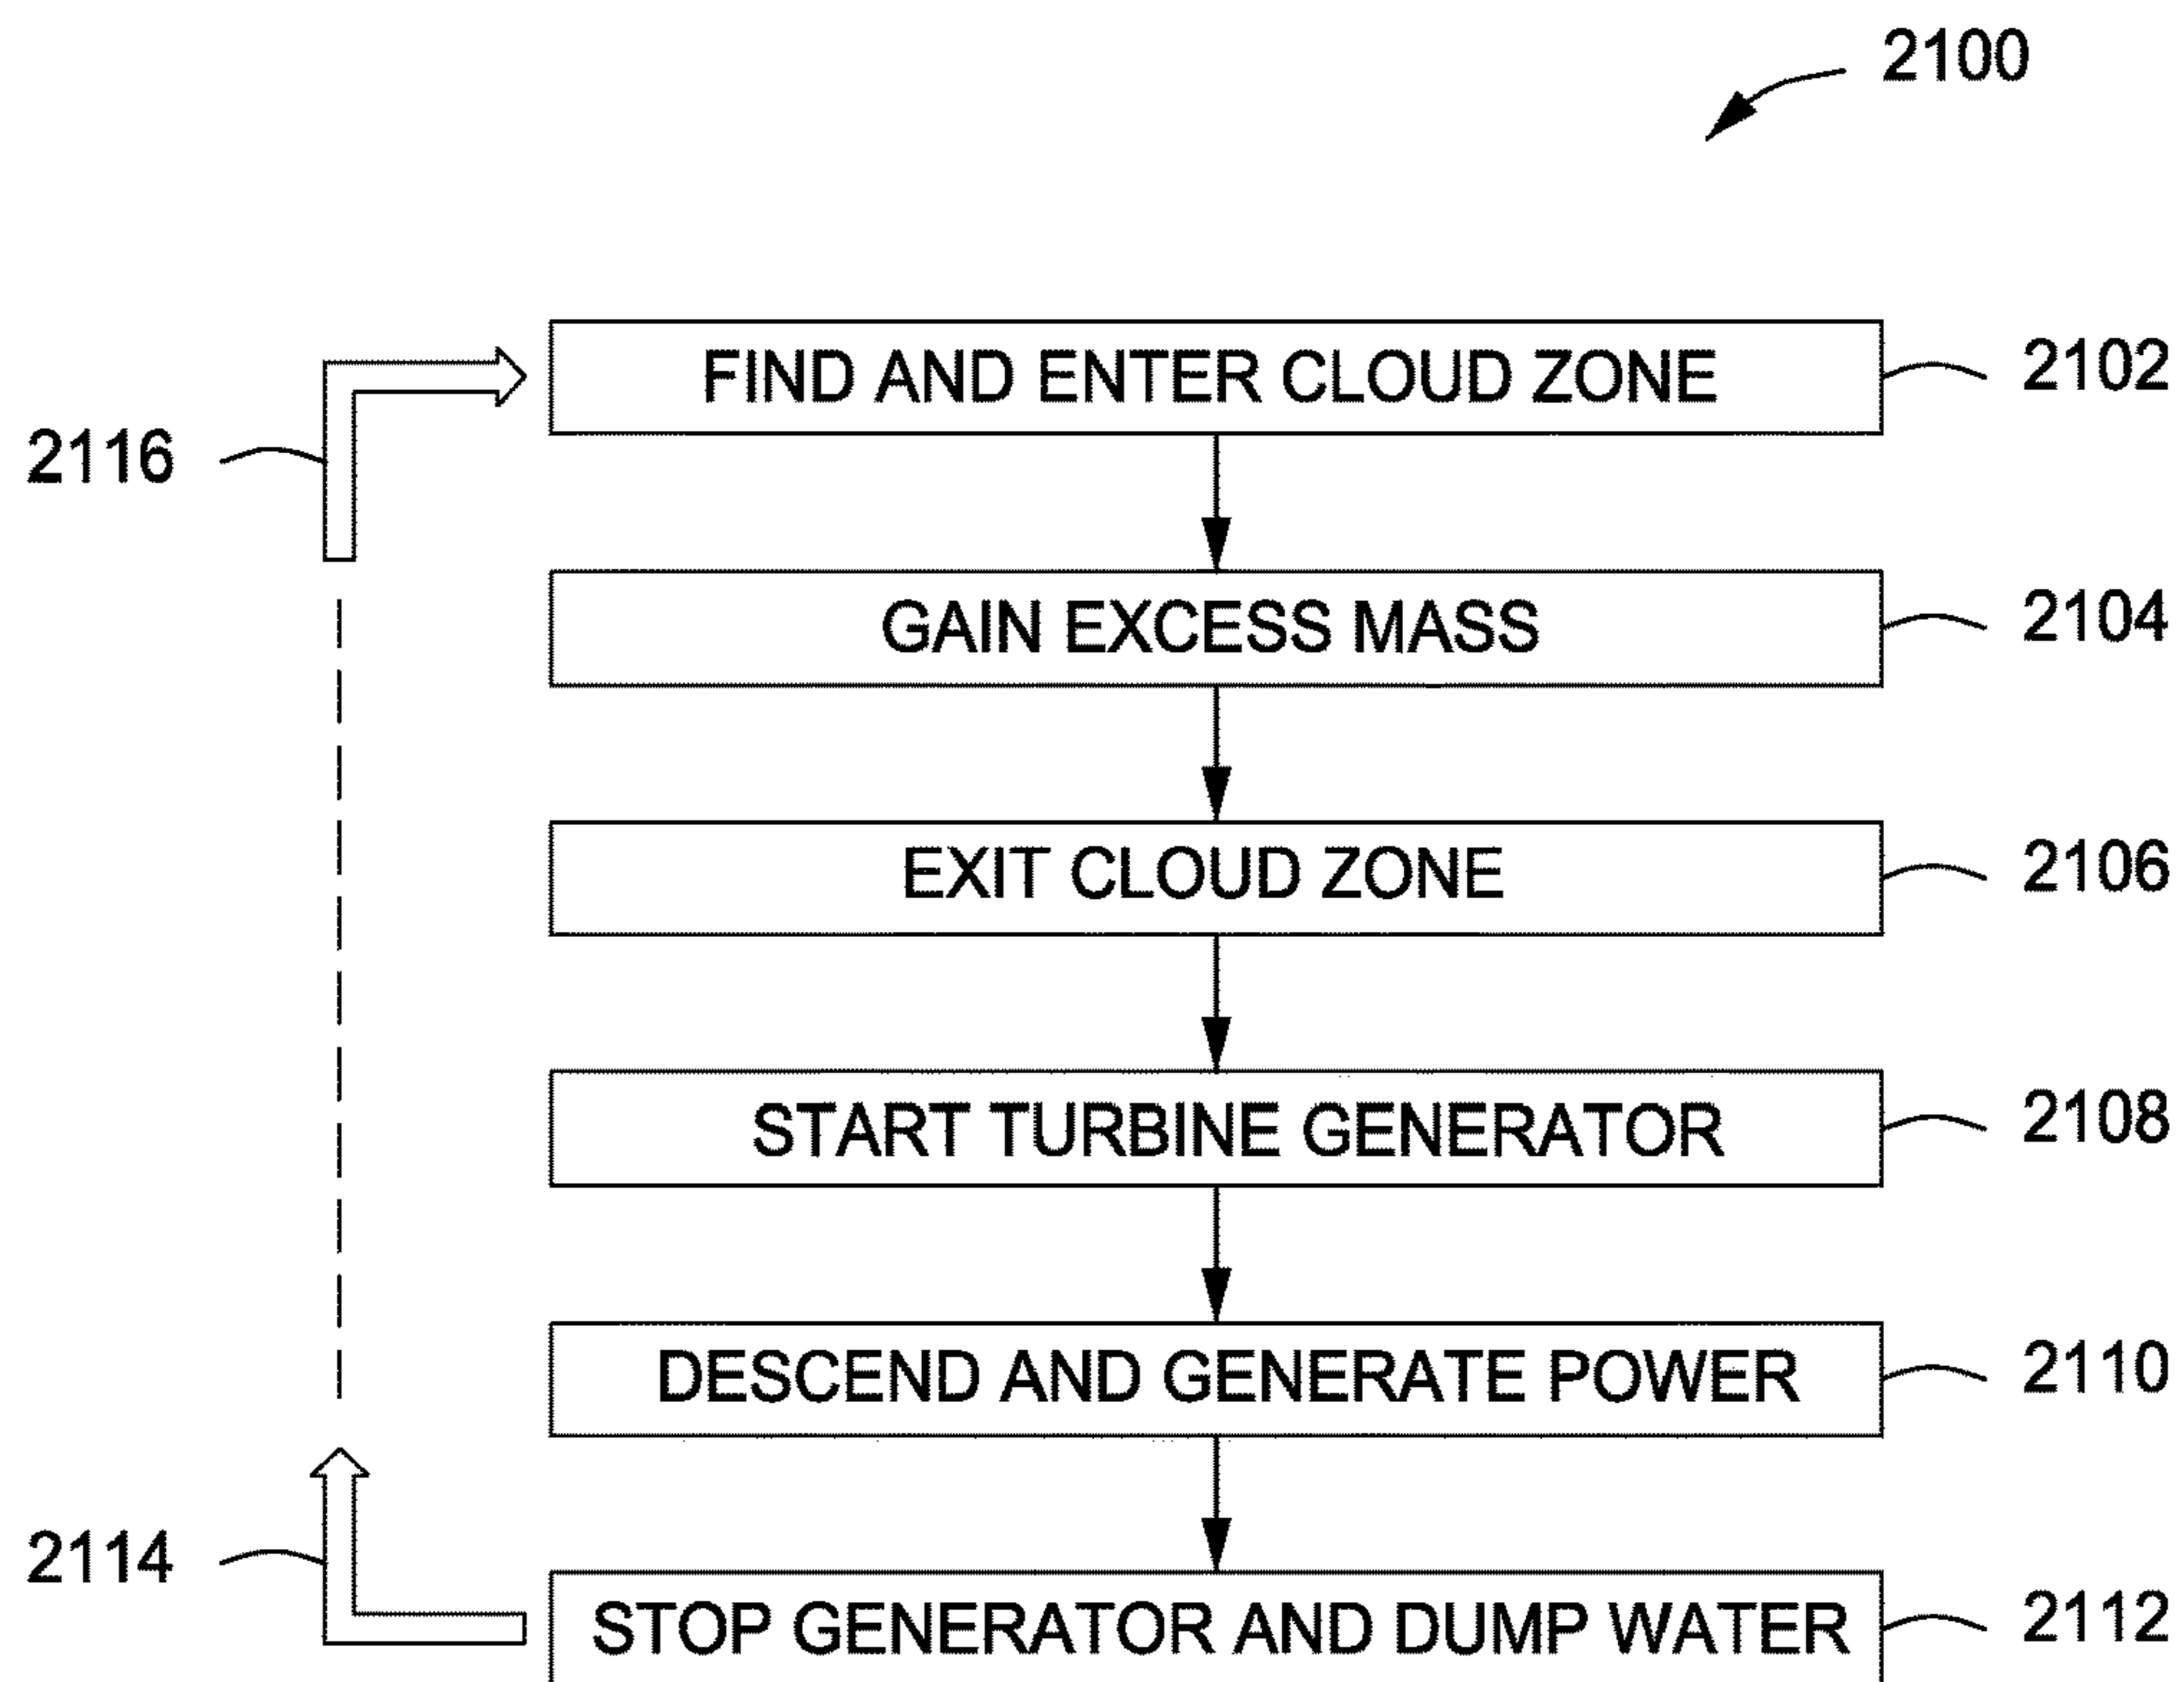 2100
FIND AND ENTER CLOUD ZONE 2102
2116
GAIN EXCESS MASS 2104
EXIT CLOUD ZONE 2106
START TURBINE GENERATOR 2108
DESCEND AND GENERATE POWER 2110
2114
STOP GENERATOR AND DUMP WATER 2112